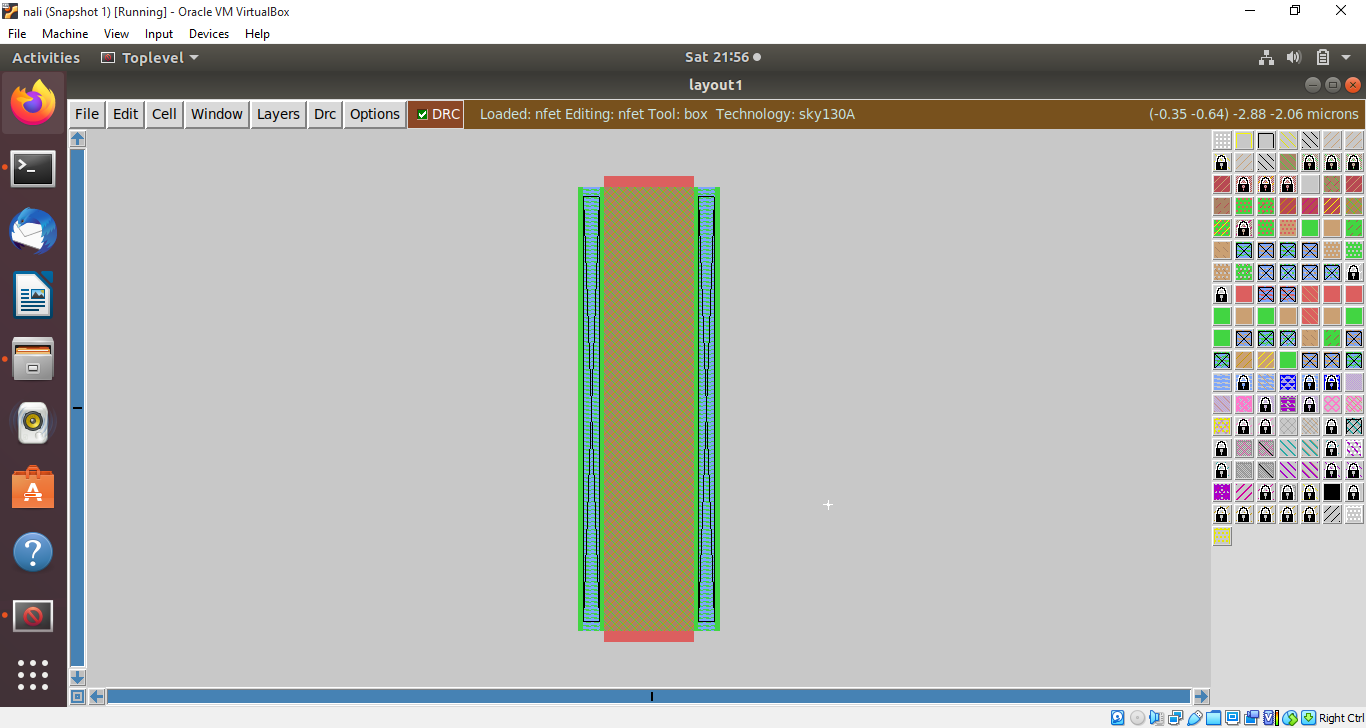 nali (Snapshot 1) [Running] - Oracle VM VirtualBox
File Machine View Input Devices Help
Activities Toplevel Sat 21:56
layout1
File Edit Cell Window Layers Drc Options DRC Loaded: nfet Editing: nfet Tool: box Technology: sky130A (-0.35 -0.64) -2.88 -2.06 microns
Right Ctrl